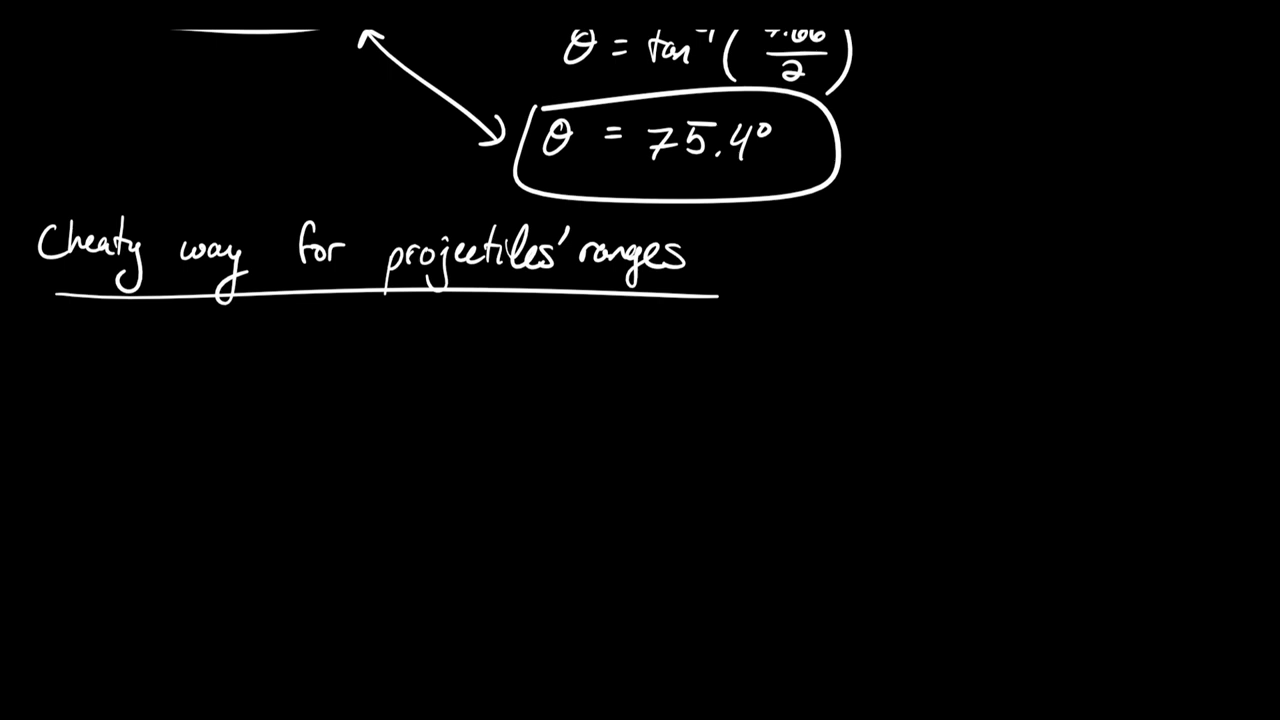 θ = tan⁻¹( /2 )
θ = 75.4°
Cheaty way for projectiles' ranges